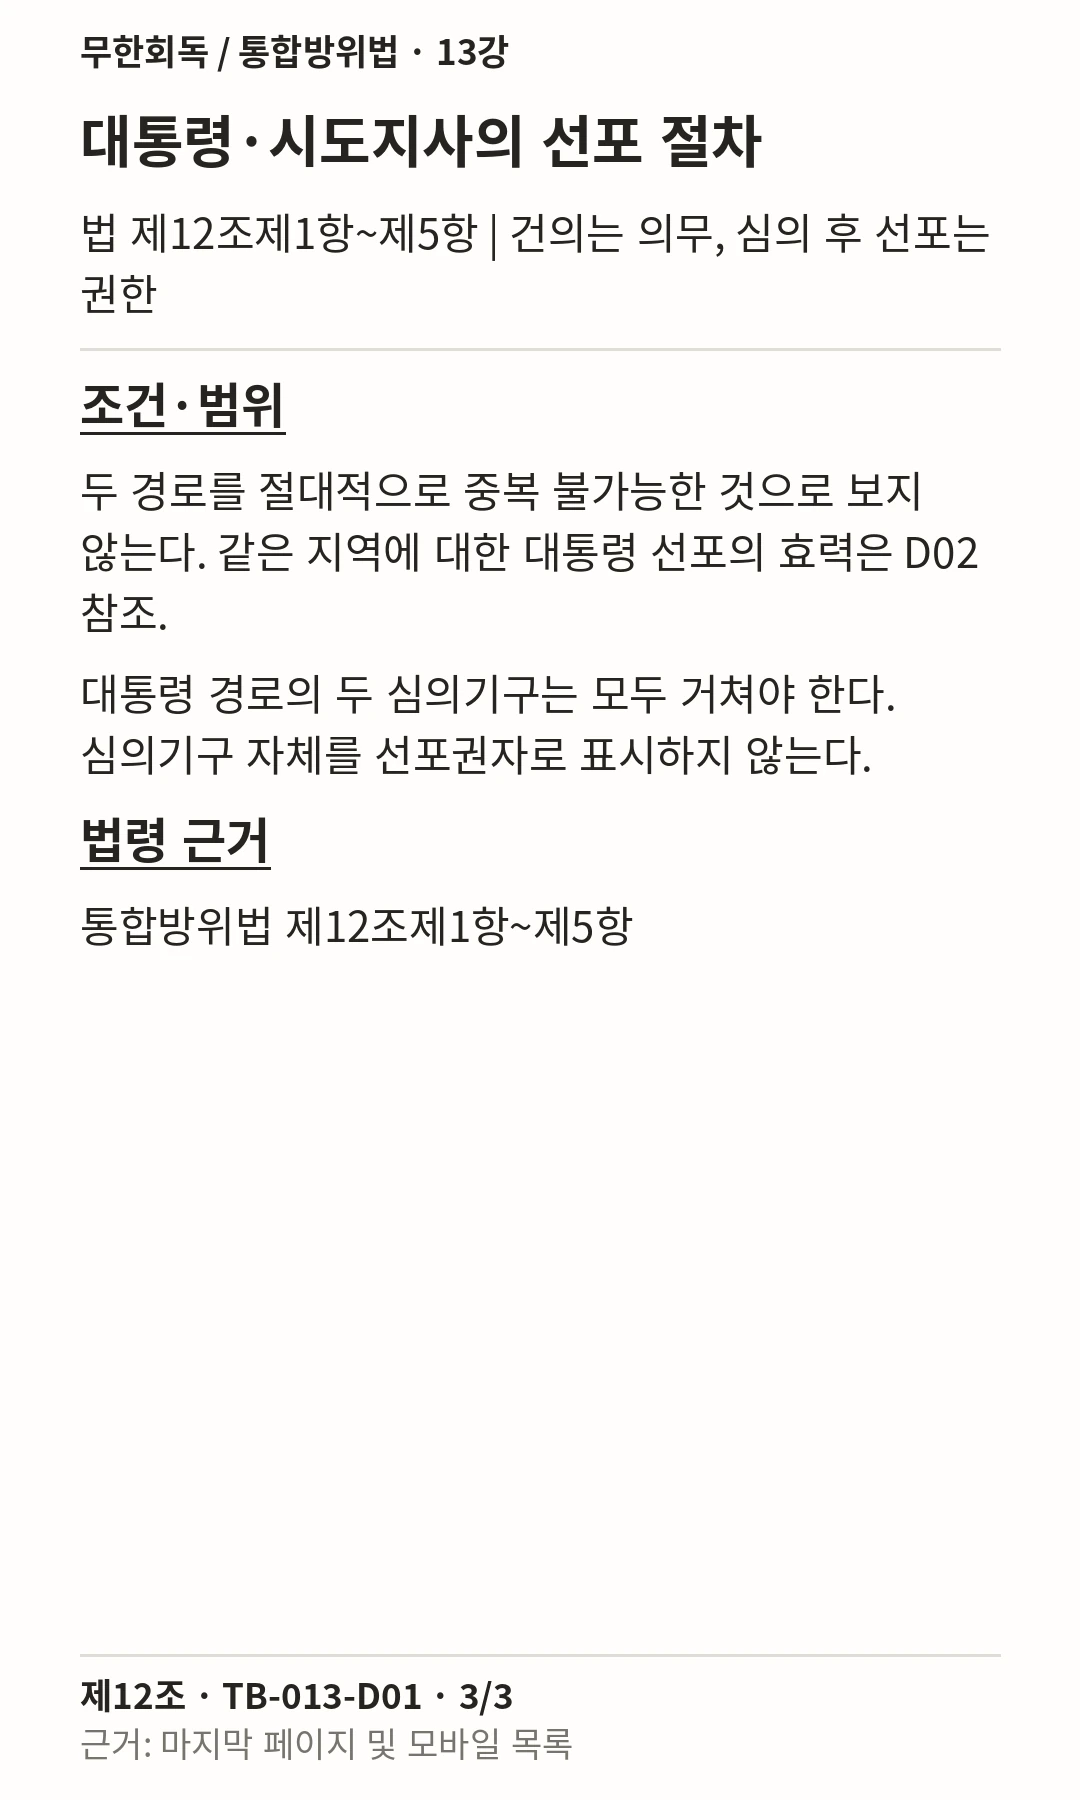 무한회독 / 통합방위법 · 13강
대통령·시도지사의 선포 절차
법 제12조제1항~제5항 | 건의는 의무, 심의 후 선포는
권한
조건·범위
두 경로를 절대적으로 중복 불가능한 것으로 보지
않는다. 같은 지역에 대한 대통령 선포의 효력은 D02
참조.
대통령 경로의 두 심의기구는 모두 거쳐야 한다.
심의기구 자체를 선포권자로 표시하지 않는다.
법령 근거
통합방위법 제12조제1항~제5항
제12조 · TB-013-D01 · 3/3
근거: 마지막 페이지 및 모바일 목록